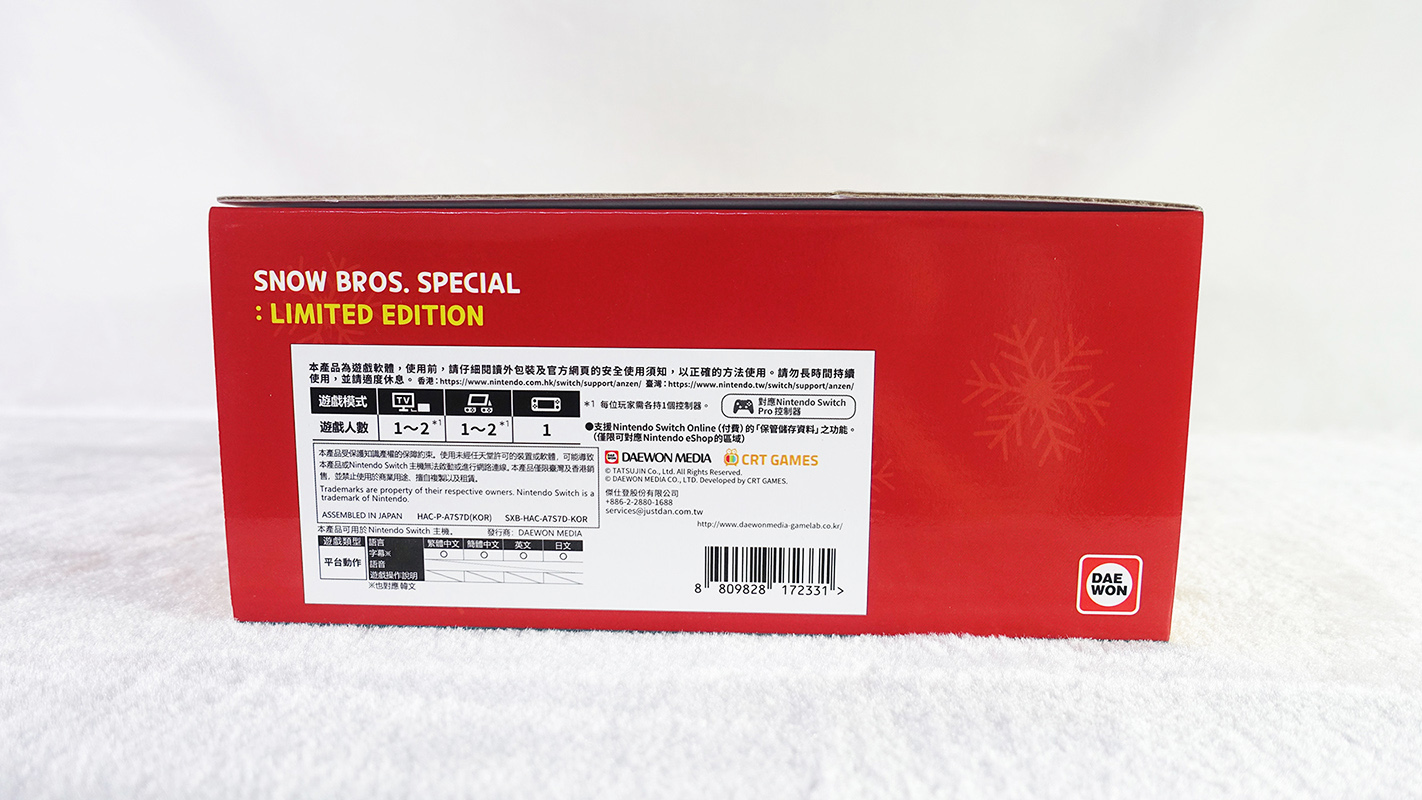 SNOW BROS. SPECIAL
: LIMITED EDITION
本產品為遊戲軟體，使用前，請仔細閱讀外包裝及官方網頁的安全使用須知，以正確的方法使用。請勿長時間持續
使用，並請適度休息。 香港：https://www.nintendo.com.hk/switch/support/anzen/ 臺灣：https://www.nintendo.tw/switch/support/anzen/
遊戲模式 TV *1 每位玩家需各持1個控制器。 對應Nintendo Switch
Pro 控制器
遊戲人數 1～2*1 1～2*1 1
●支援Nintendo Switch Online（付費）的「保管儲存資料」之功能。
（僅限可對應Nintendo eShop的區域）
本產品受保護知識產權的保障約束。使用未經任天堂許可的裝置或軟體，可能導致
本產品或Nintendo Switch 主機無法啟動或進行網路連線。本產品僅限臺灣及香港銷
售，並禁止使用於商業用途、擅自複製以及租賃。
Trademarks are property of their respective owners. Nintendo Switch is a
trademark of Nintendo.
ASSEMBLED IN JAPAN HAC-P-A7S7D(KOR) SXB-HAC-A7S7D-KOR
DAEWON MEDIA CRT GAMES
© TATSUJIN Co., Ltd. All Rights Reserved.
© DAEWON MEDIA CO., LTD. Developed by CRT GAMES.
傑仕登股份有限公司
+886-2-2880-1688
services@justdan.com.tw
http://www.daewonmedia-gamelab.co.kr/
本產品可用於Nintendo Switch 主機。 發行商：DAEWON MEDIA
遊戲類型 語言 繁體中文 簡體中文 英文 日文
平台動作 字幕※ ○ ○ ○ ○
語音
遊戲操作說明
※也對應 韓文
8 809828 172331 >
DAE
WON